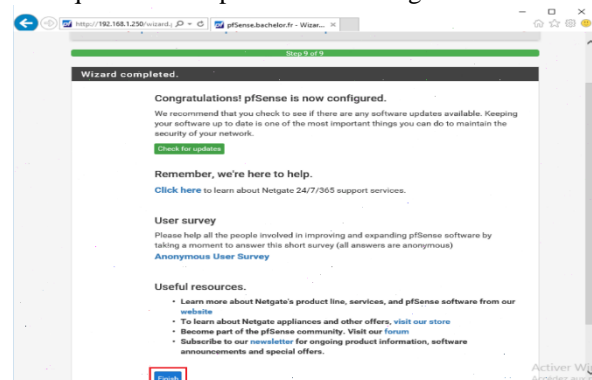 http://192.168.1.250/wizard.
pfSense.bachelor.fr - Wizar...
Step 9 of 9
Wizard completed.
Congratulations! pfSense is now configured.
We recommend that you check to see if there are any software updates available. Keeping
your software up to date is one of the most important things you can do to maintain the
security of your network.
Check for updates
Remember, we're here to help.
Click here to learn about Netgate 24/7/365 support services.
User survey
Please help all the people involved in improving and expanding pfSense software by
taking a moment to answer this short survey (all answers are anonymous)
Anonymous User Survey
Useful resources.
• Learn more about Netgate's product line, services, and pfSense software from our
website
• To learn about Netgate appliances and other offers, visit our store
• Become part of the pfSense community. Visit our forum
• Subscribe to our newsletter for ongoing product information, software
announcements and special offers.
Finish
Activer Wi